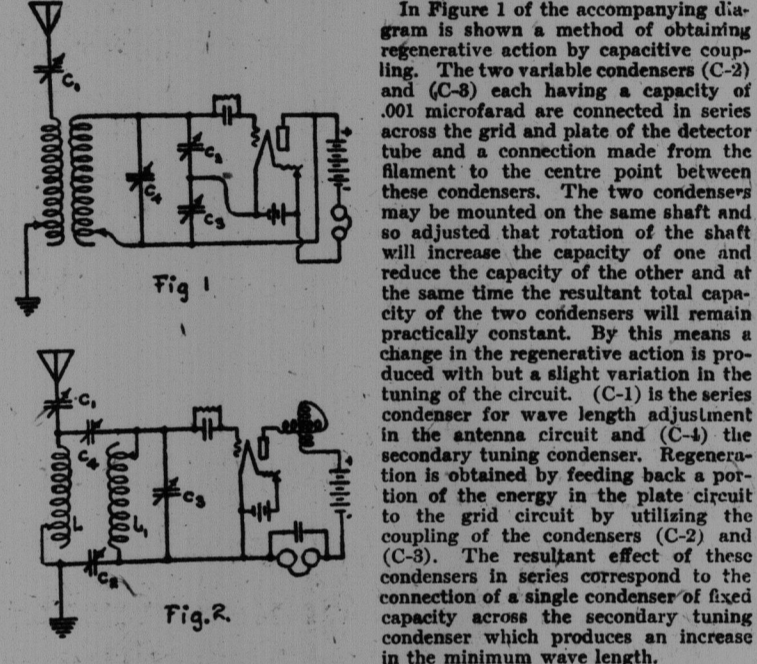 C1
C2
C4
C3
Fig 1
C1
C4
C3
L
L1
C2
Fig.2.
In Figure 1 of the accompanying dia-
gram is shown a method of obtaining
regenerative action by capacitive coup-
ling. The two variable condensers (C-2)
and (C-3) each having a capacity of
.001 microfarad are connected in series
across the grid and plate of the detector
tube and a connection made from the
filament to the centre point between
these condensers. The two condensers
may be mounted on the same shaft and
so adjusted that rotation of the shaft
will increase the capacity of one and
reduce the capacity of the other and at
the same time the resultant total capa-
city of the two condensers will remain
practically constant. By this means a
change in the regenerative action is pro-
duced with but a slight variation in the
tuning of the circuit. (C-1) is the series
condenser for wave length adjustment
in the antenna circuit and (C-4) the
secondary tuning condenser. Regenera-
tion is obtained by feeding back a por-
tion of the energy in the plate circuit
to the grid circuit by utilizing the
coupling of the condensers (C-2) and
(C-3). The resultant effect of these
condensers in series correspond to the
connection of a single condenser of fixed
capacity across the secondary tuning
condenser which produces an increase
in the minimum wave length.